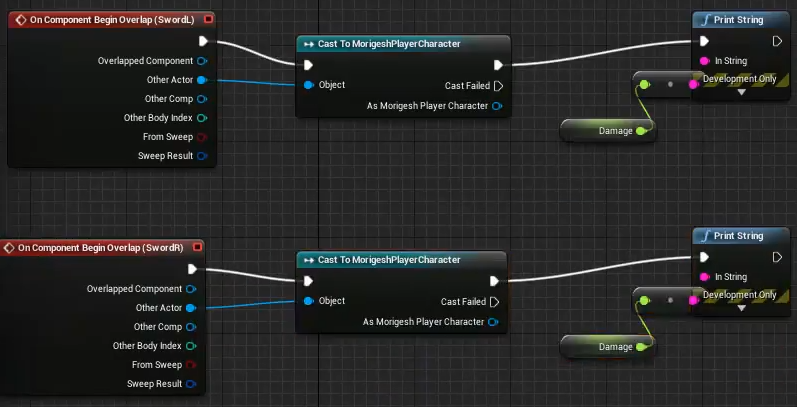 On Component Begin Overlap (SwordL)
Overlapped Component
Other Actor
Other Comp
Other Body Index
From Sweep
Sweep Result
Cast To MorigeshPlayerCharacter
Object
Cast Failed
As Morigesh Player Character
Print String
In String
Development Only
Damage
On Component Begin Overlap (SwordR)
Overlapped Component
Other Actor
Other Comp
Other Body Index
From Sweep
Sweep Result
Cast To MorigeshPlayerCharacter
Object
Cast Failed
As Morigesh Player Character
Print String
In String
Development Only
Damage